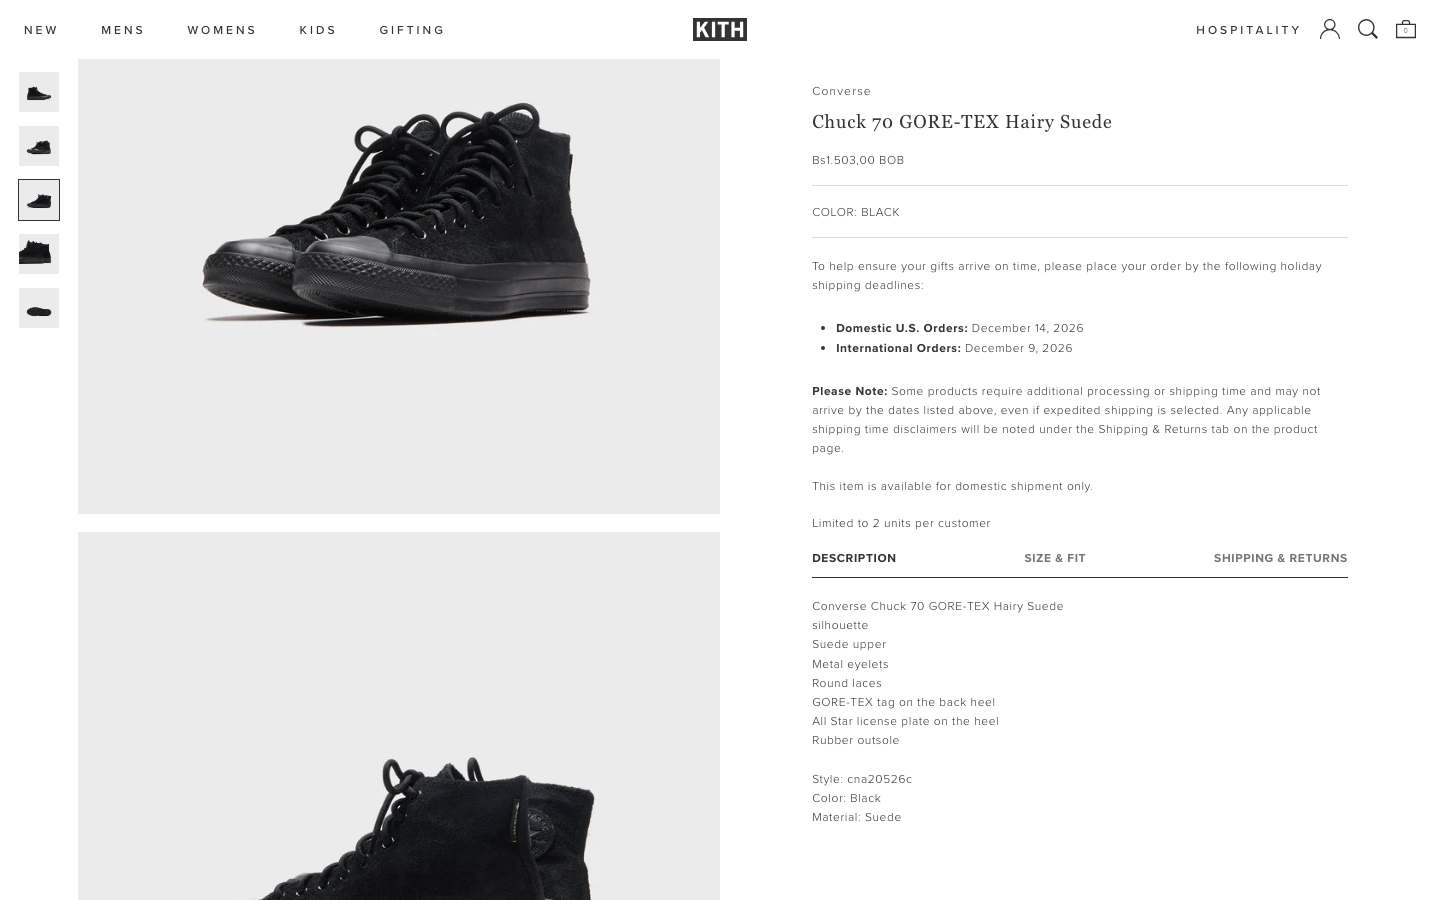 NEW MENS WOMENS KIDS GIFTING KITH HOSPITALITY 0
Converse
Chuck 70 GORE-TEX Hairy Suede
Bs1.503,00 BOB
COLOR: BLACK
To help ensure your gifts arrive on time, please place your order by the following holiday
shipping deadlines:
• Domestic U.S. Orders: December 14, 2026
• International Orders: December 9, 2026
Please Note: Some products require additional processing or shipping time and may not
arrive by the dates listed above, even if expedited shipping is selected. Any applicable
shipping time disclaimers will be noted under the Shipping & Returns tab on the product
page.
This item is available for domestic shipment only.
Limited to 2 units per customer
DESCRIPTION SIZE & FIT SHIPPING & RETURNS
Converse Chuck 70 GORE-TEX Hairy Suede
silhouette
Suede upper
Metal eyelets
Round laces
GORE-TEX tag on the back heel
All Star license plate on the heel
Rubber outsole
Style: cna20526c
Color: Black
Material: Suede